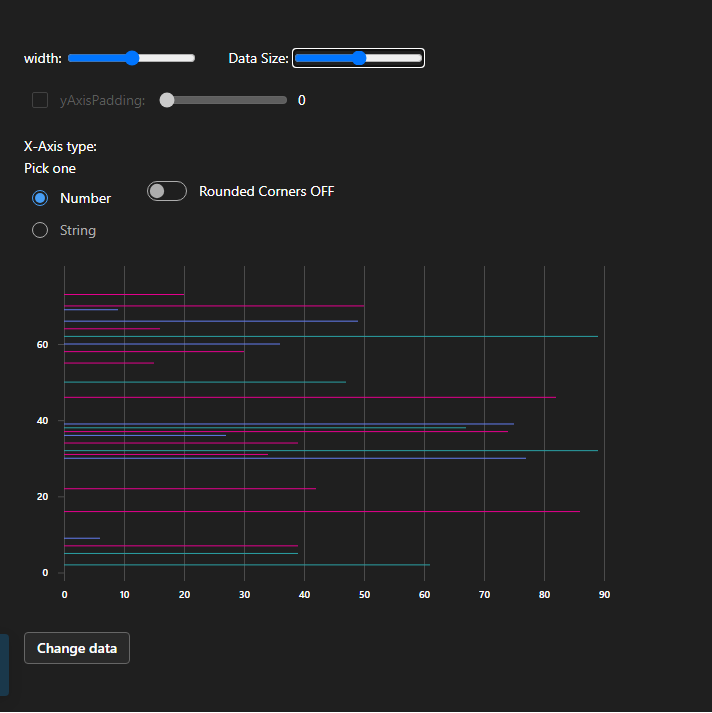 width: Data Size:
yAxisPadding: 0
X-Axis type:
Pick one
Number
Rounded Corners OFF
String
60
40
20
0
0 10 20 30 40 50 60 70 80 90
Change data